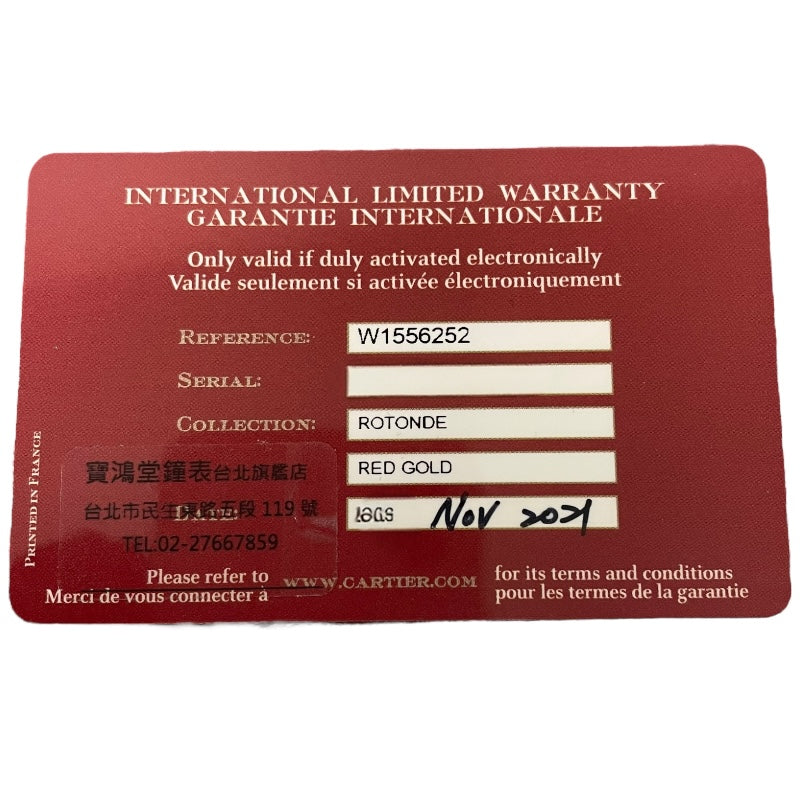 INTERNATIONAL LIMITED WARRANTY
GARANTIE INTERNATIONALE
Only valid if duly activated electronically
Valide seulement si activée électroniquement
REFERENCE: W1556252
SERIAL:
COLLECTION: ROTONDE
RED GOLD
DATE: Nov 2021
寶鴻堂鐘表台北旗艦店
台北市民生東路五段 119 號
TEL:02-27667859
Please refer to WWW.CARTIER.COM for its terms and conditions
Merci de vous connecter à pour les termes de la garantie
PRINTED IN FRANCE